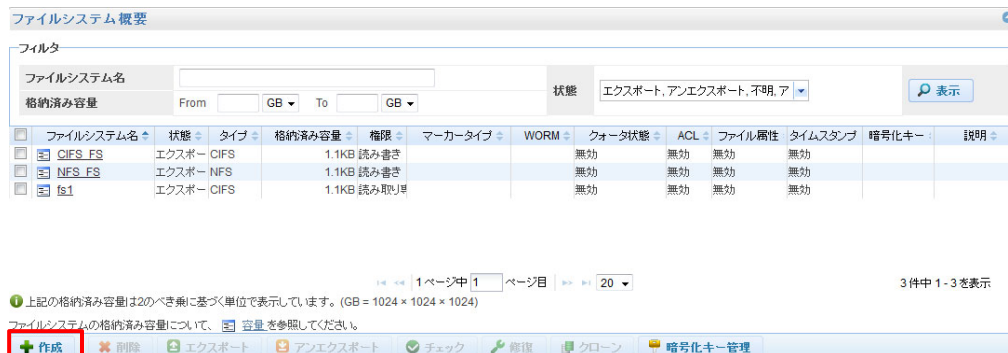 ファイルシステム概要
フィルタ
ファイルシステム名
格納済み容量 From GB To GB
状態 エクスポート, アンエクスポート, 不明, ア
表示
ファイルシステム名 状態 タイプ 格納済み容量 権限 マーカータイプ WORM クォータ状態 ACL ファイル属性 タイムスタンプ 暗号化キー 説明
CIFS_FS エクスポー CIFS 1.1KB 読み書き 無効 無効 無効 無効
NFS_FS エクスポー NFS 1.1KB 読み書き 無効 無効 無効 無効
fs1 エクスポー CIFS 1.1KB 読み取り専 無効 無効 無効 無効
1 ページ中 1 ページ目 20 3 件中 1 - 3 を表示
上記の格納済み容量は2のべき乗に基づく単位で表示しています。(GB = 1024 × 1024 × 1024)
ファイルシステムの格納済み容量について、 容量 を参照してください。
作成 削除 エクスポート アンエクスポート チェック 修復 クローン 暗号化キー管理